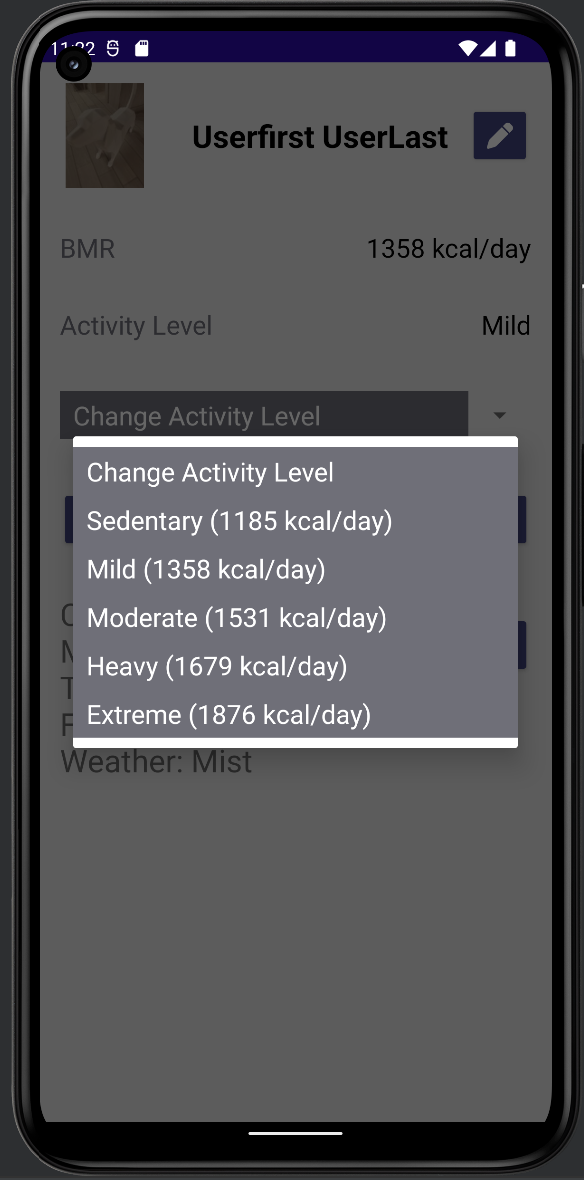 11:22
Userfirst UserLast
BMR 1358 kcal/day
Activity Level Mild
Change Activity Level
Change Activity Level
Sedentary (1185 kcal/day)
Mild (1358 kcal/day)
Moderate (1531 kcal/day)
Heavy (1679 kcal/day)
Extreme (1876 kcal/day)
Weather: Mist